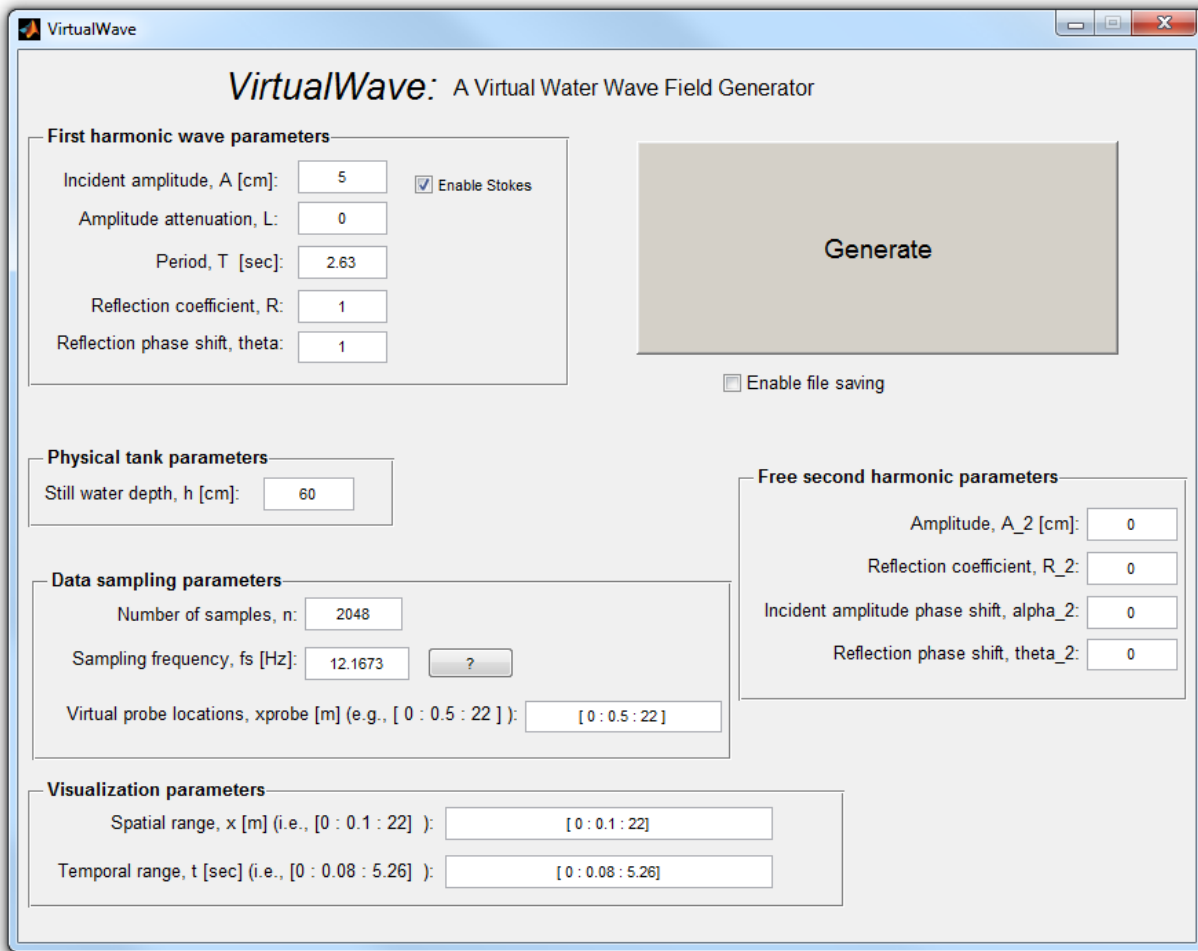 VirtualWave
VirtualWave: A Virtual Water Wave Field Generator
First harmonic wave parameters
Incident amplitude, A [cm]: 5
Enable Stokes
Amplitude attenuation, L: 0
Period, T [sec]: 2.63
Reflection coefficient, R: 1
Reflection phase shift, theta: 1
Generate
Enable file saving
Physical tank parameters
Still water depth, h [cm]: 60
Free second harmonic parameters
Amplitude, A_2 [cm]: 0
Reflection coefficient, R_2: 0
Incident amplitude phase shift, alpha_2: 0
Reflection phase shift, theta_2: 0
Data sampling parameters
Number of samples, n: 2048
Sampling frequency, fs [Hz]: 12.1673 ?
Virtual probe locations, xprobe [m] (e.g., [ 0 : 0.5 : 22 ] ): [ 0 : 0.5 : 22 ]
Visualization parameters
Spatial range, x [m] (i.e., [0 : 0.1 : 22] ): [ 0 : 0.1 : 22]
Temporal range, t [sec] (i.e., [0 : 0.08 : 5.26] ): [ 0 : 0.08 : 5.26]